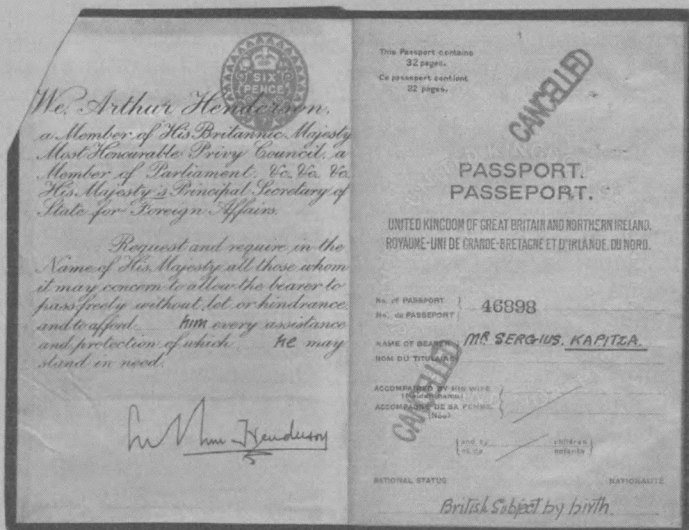 SIX
PENCE
We, Arthur Henderson,
a Member of His Britannic Majesty
Most Honourable Privy Council, a
Member of Parliament, &c. &c. &c.
His Majesty's Principal Secretary of
State for Foreign Affairs.
Request and require in the
Name of His Majesty all those whom
it may concern to allow the bearer to
pass freely without let or hindrance
and to afford him every assistance
and protection of which he may
stand in need.
Arthur Henderson
1
This Passport contains
32 pages.
Ce passeport contient
32 pages.
CANCELLED
PASSPORT.
PASSEPORT.
UNITED KINGDOM OF GREAT BRITAIN AND NORTHERN IRELAND.
ROYAUME-UNI DE GRANDE-BRETAGNE ET D'IRLANDE DU NORD.
No. of PASSPORT
No. du PASSEPORT
46898
NAME OF BEARER MR SERGIUS. KAPITZA.
NOM DU TITULAIRE
CANCELLED
ACCOMPANIED BY HIS WIFE
(Maiden name)
ACCOMPAGNÉ DE SA FEMME
(Née)
and by children
et de enfants
NATIONAL STATUS NATIONALITÉ
British Subject by birth.